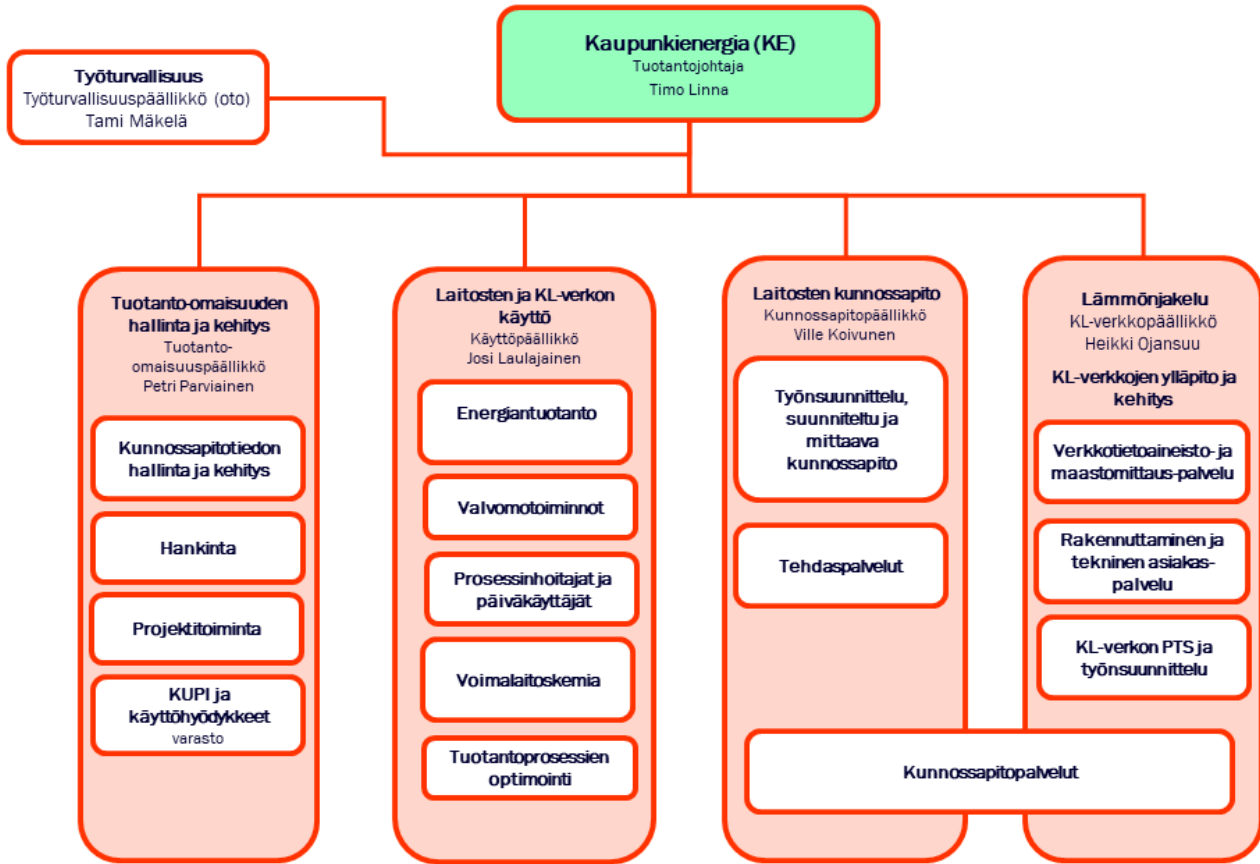 Kaupunkienergia (KE)
Tuotantojohtaja
Timo Linna
Työturvallisuus
Työturvallisuuspäällikkö (oto)
Tami Mäkelä
Tuotanto-omaisuuden
hallinta ja kehitys
Tuotanto-
omaisuuspäällikkö
Petri Parviainen
Kunnossapitotiedon
hallinta ja kehitys
Hankinta
Projektitoiminta
KUPI ja
käyttöhyödykkeet
varasto
Laitosten ja KL-verkon
käyttö
Käyttöpäällikkö
Josi Laulajainen
Energiantuotanto
Valvomotoiminnot
Prosessinhoitajat ja
päiväkäyttäjät
Voimalaitoskemia
Tuotantoprosessien
optimointi
Laitosten kunnossapito
Kunnossapitopäällikkö
Ville Koivunen
Työnsuunnittelu,
suunniteltu ja
mittaava
kunnossapito
Tehdaspalvelut
Lämmönjakelu
KL-verkkopäällikkö
Heikki Ojansuu
KL-verkkojen ylläpito ja
kehitys
Verkkotietoaineisto- ja
maastomittaus-palvelu
Rakennuttaminen ja
tekninen asiakas-
palvelu
KL-verkon PTS ja
työnsuunnittelu
Kunnossapitopalvelut